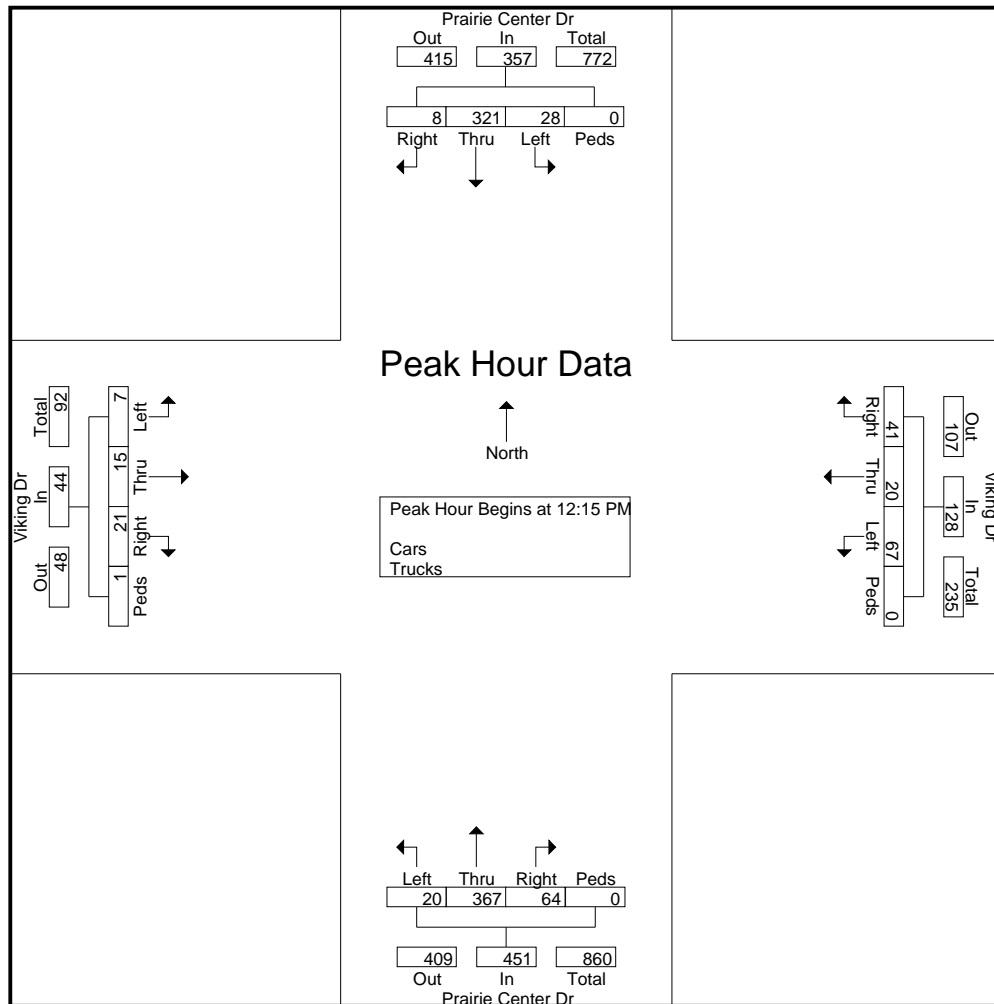 Prairie Center Dr
Out In Total
415 357 772
8 321 28 0
Right Thru Left Peds
Peak Hour Data
North
Peak Hour Begins at 12:15 PM
Cars
Trucks
Viking Dr
Total In Out
92 44 48
7 15 21 1
Left Thru Right Peds
Right Thru Left Peds
41 20 67 0
Out In Total
107 128 235
Viking Dr
Left Thru Right Peds
20 367 64 0
409 451 860
Out In Total
Prairie Center Dr